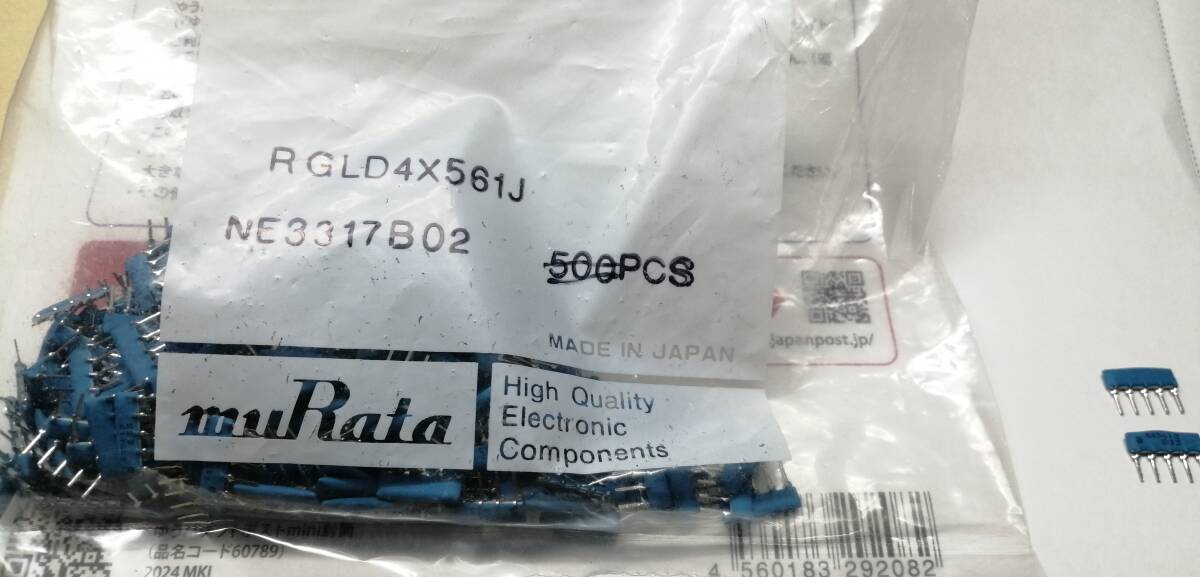 RGLD4X561J
NE3317B02
500PCS
MADE IN JAPAN
muRata
High Quality
Electronic
Components
japanpost.jp/
(品名コード60789)
2024 MKI
4 560183 292082